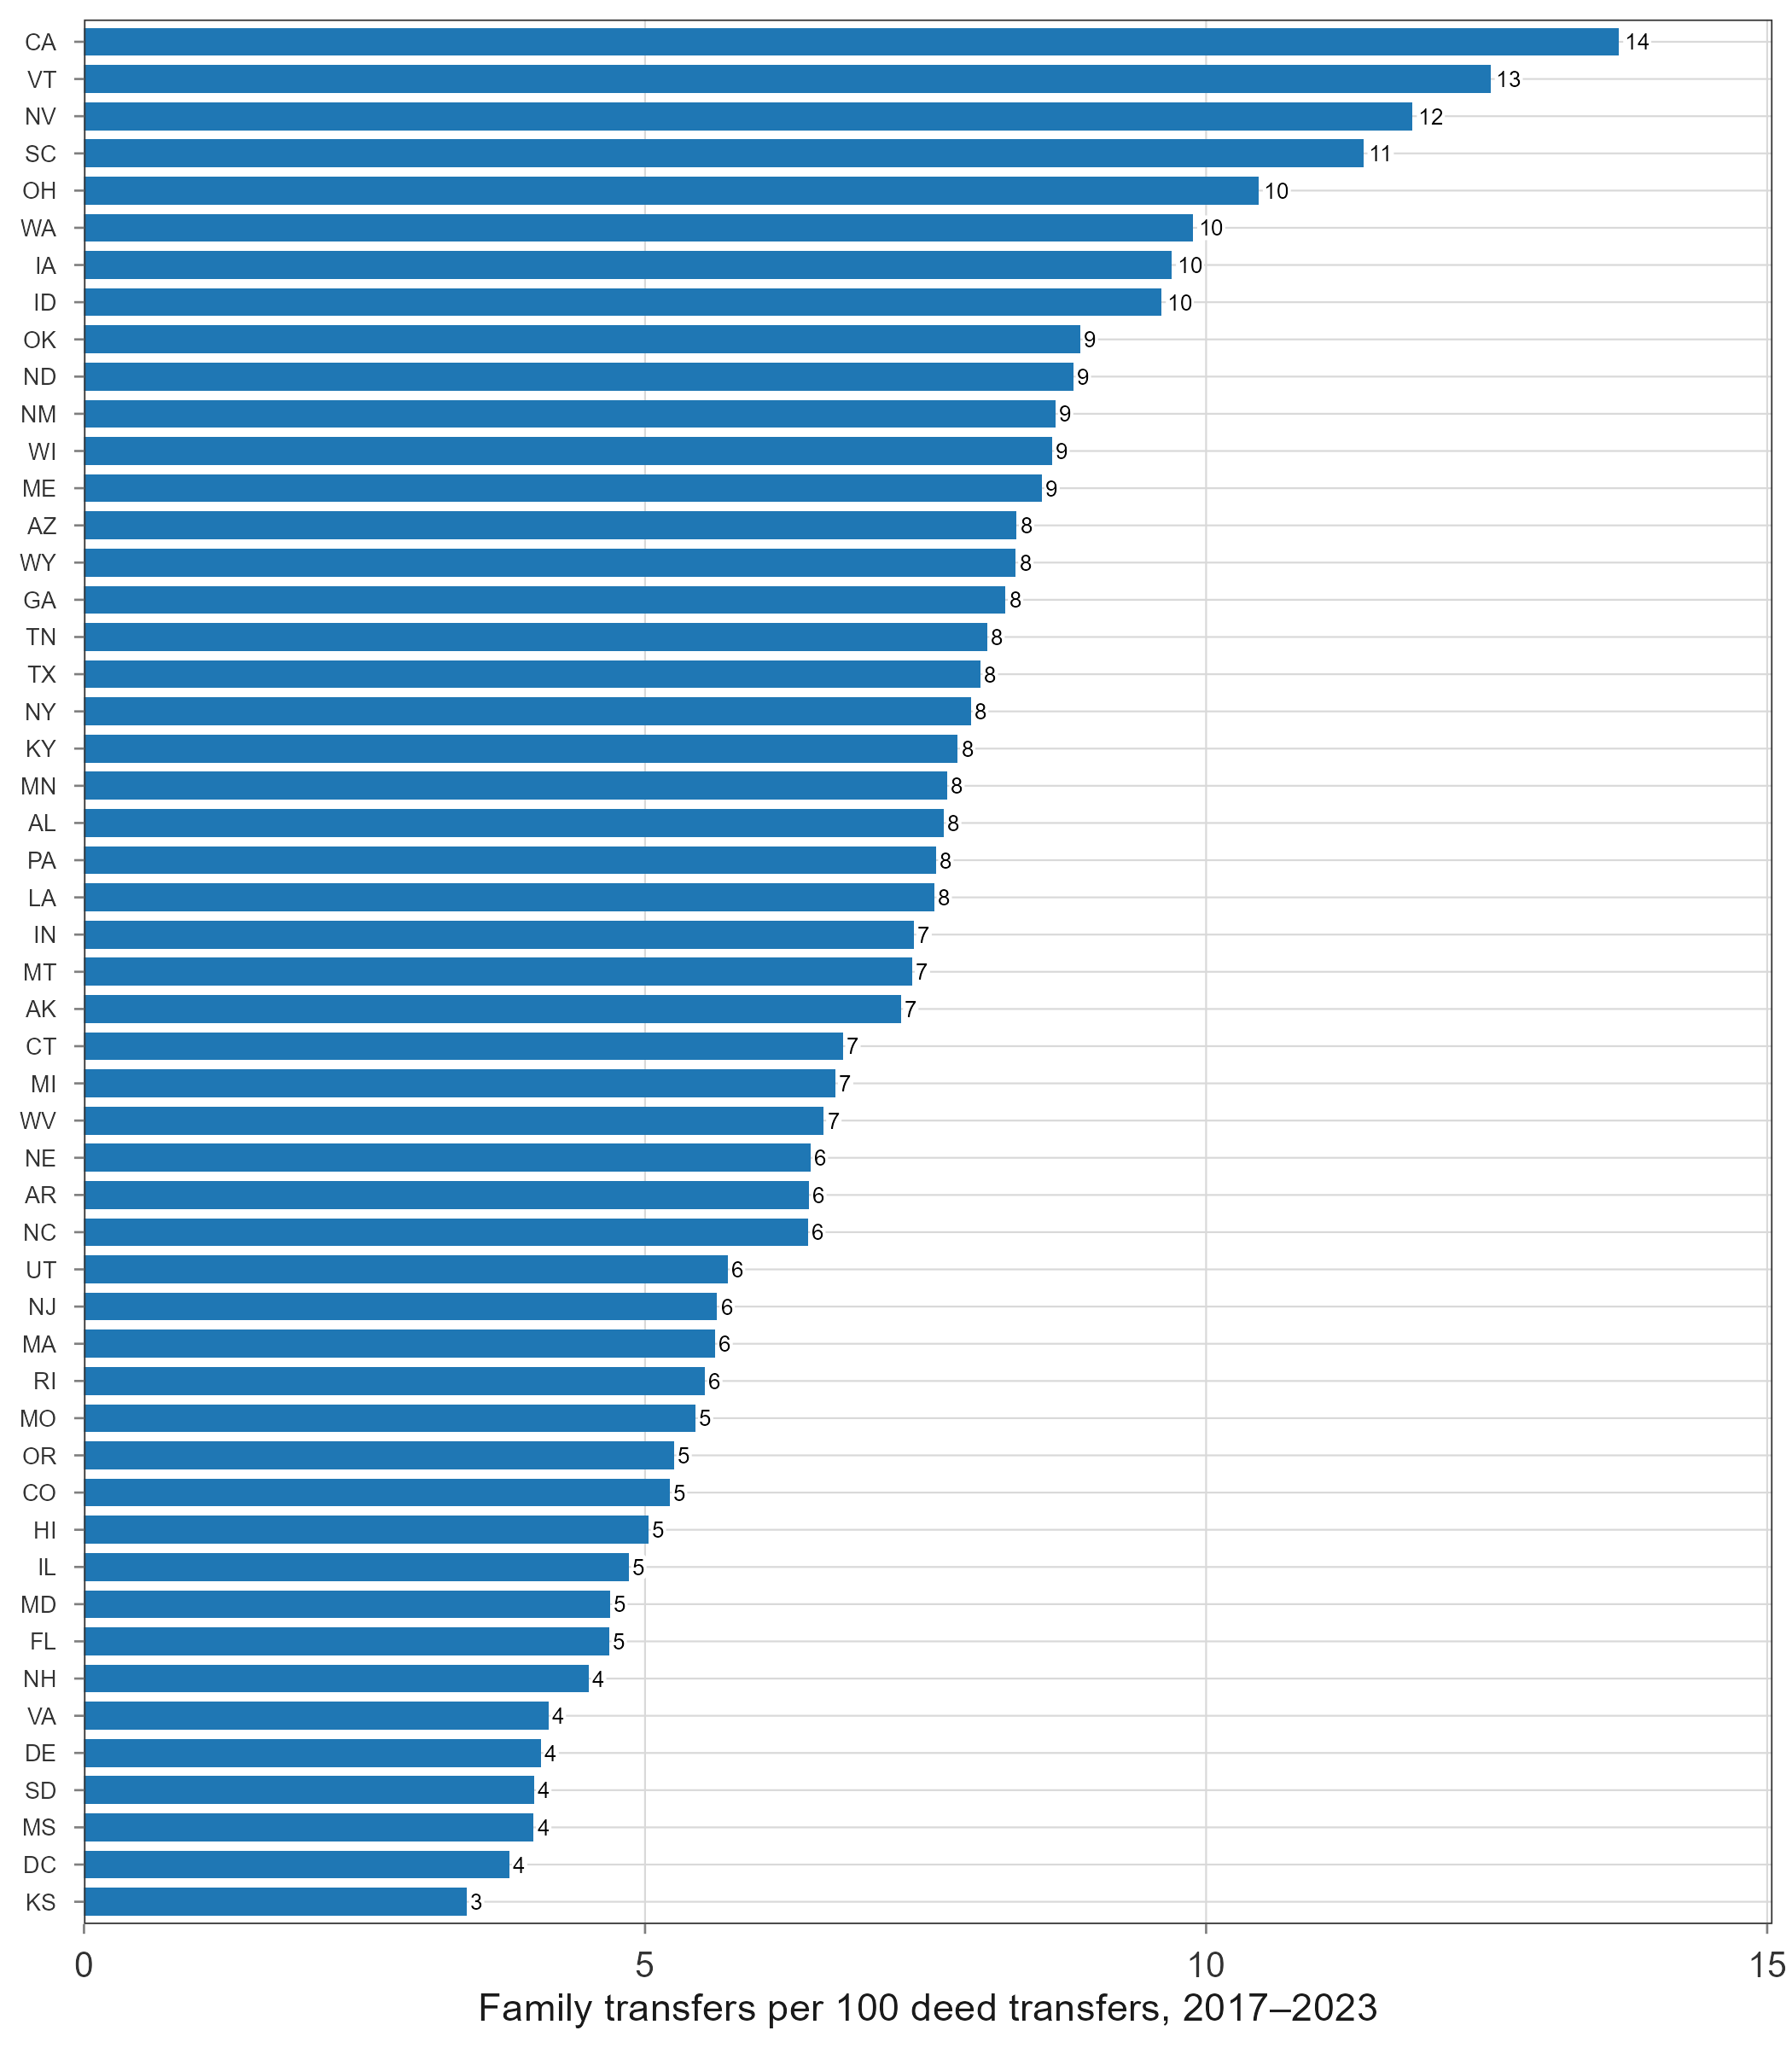 CA 14
VT 13
NV 12
SC 11
OH 10
WA 10
IA 10
ID 10
OK 9
ND 9
NM 9
WI 9
ME 9
AZ 8
WY 8
GA 8
TN 8
TX 8
NY 8
KY 8
MN 8
AL 8
PA 8
LA 8
IN 7
MT 7
AK 7
CT 7
MI 7
WV 7
NE 6
AR 6
NC 6
UT 6
NJ 6
MA 6
RI 6
MO 5
OR 5
CO 5
HI 5
IL 5
MD 5
FL 5
NH 4
VA 4
DE 4
SD 4
MS 4
DC 4
KS 3
0 5 10 15
Family transfers per 100 deed transfers, 2017–2023